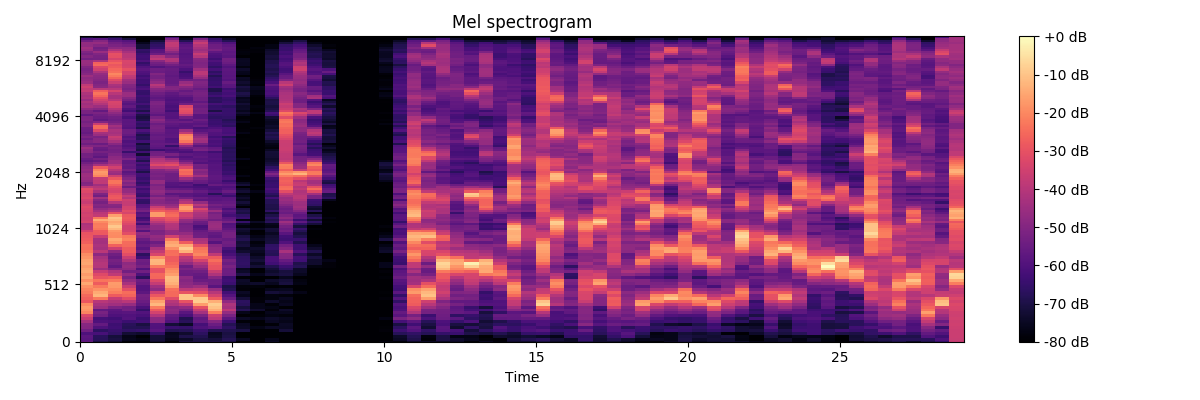 Mel spectrogram
+0 dB
8192
-10 dB
4096
-20 dB
-30 dB
Hz
2048
-40 dB
1024
-50 dB
-60 dB
512
-70 dB
0
-80 dB
0 5 10 15 20 25
Time